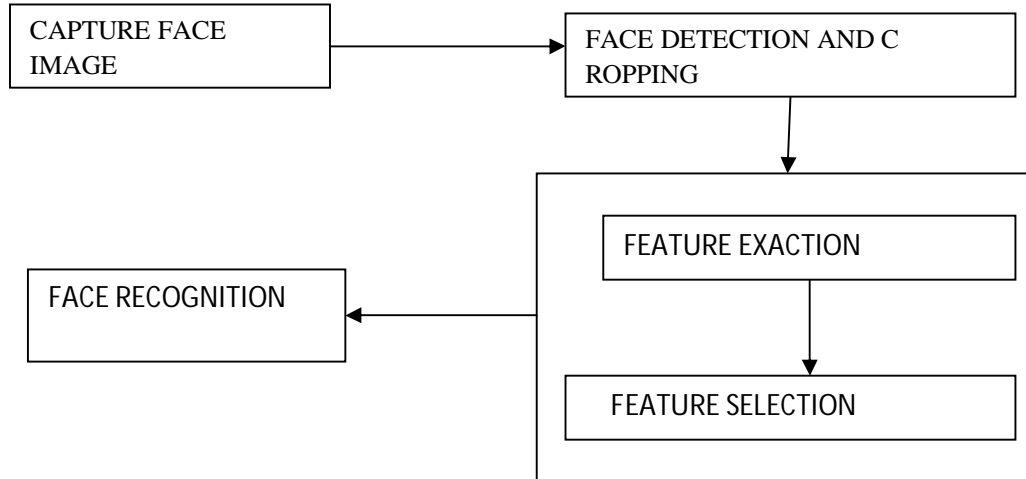 CAPTURE FACE
IMAGE
FACE DETECTION AND C
ROPPING
FEATURE EXACTION
FACE RECOGNITION
FEATURE SELECTION